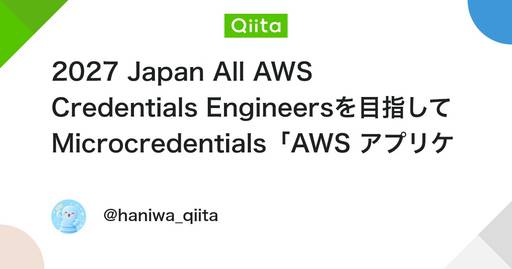 Qiita
2027 Japan All AWS
Credentials Engineersを目指して
Microcredentials「AWS アプリケ
@haniwa_qiita